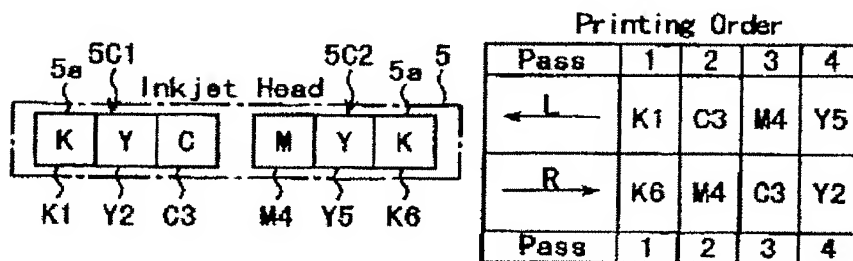 Printing Order
5a 5C1 Inkjet Head 5C2 5a 5
K Y C M Y K
K1 Y2 C3 M4 Y5 K6
Pass 1 2 3 4
L K1 C3 M4 Y5
R K6 M4 C3 Y2
Pass 1 2 3 4